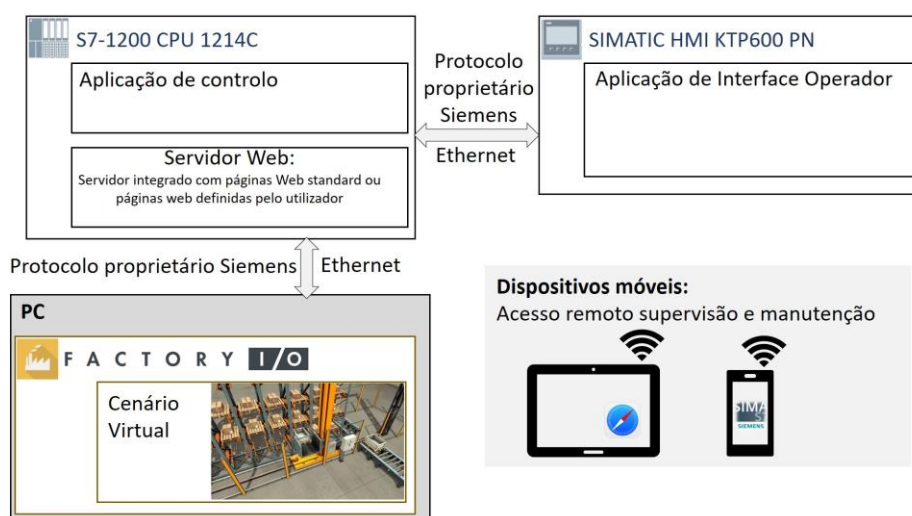 S7-1200 CPU 1214C
Aplicação de controlo
Servidor Web:
Servidor integrado com páginas Web standard ou
páginas web definidas pelo utilizador
Protocolo
proprietário
Siemens
Ethernet
SIMATIC HMI KTP600 PN
Aplicação de Interface Operador
Protocolo proprietário Siemens Ethernet
PC
FACTORY I/O
Cenário
Virtual
Dispositivos móveis:
Acesso remoto supervisão e manutenção
SIMA
S
SIEMENS